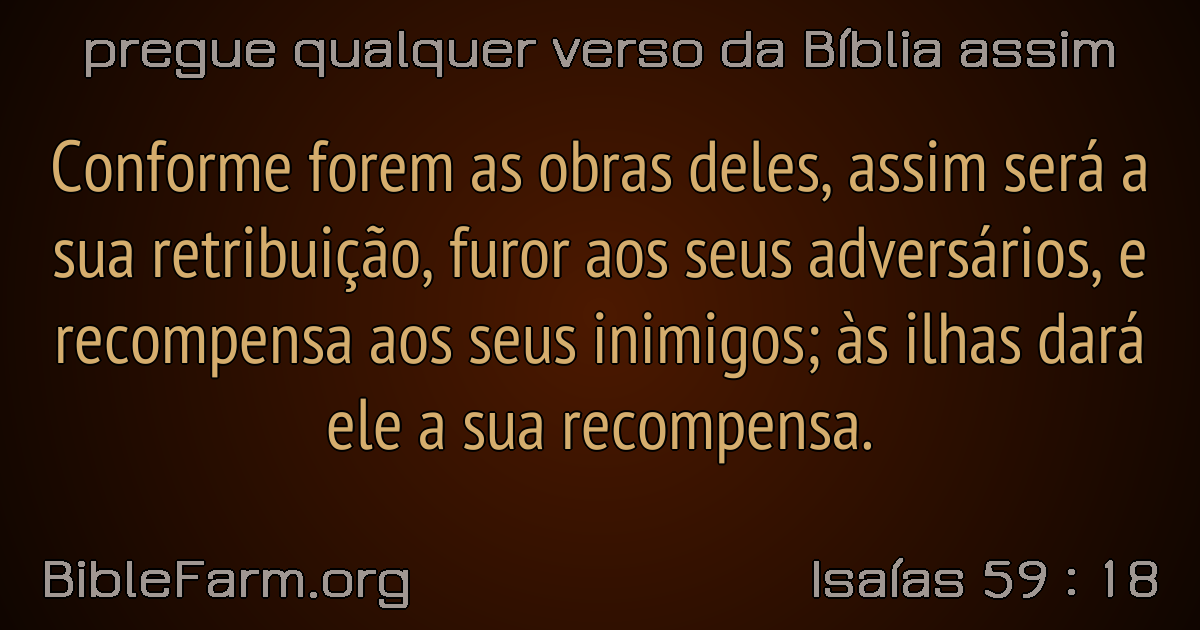 pregue qualquer verso da Bíblia assim
Conforme forem as obras deles, assim será a
sua retribuição, furor aos seus adversários, e
recompensa aos seus inimigos; às ilhas dará
ele a sua recompensa.
BibleFarm.org
Isaías 59 : 18